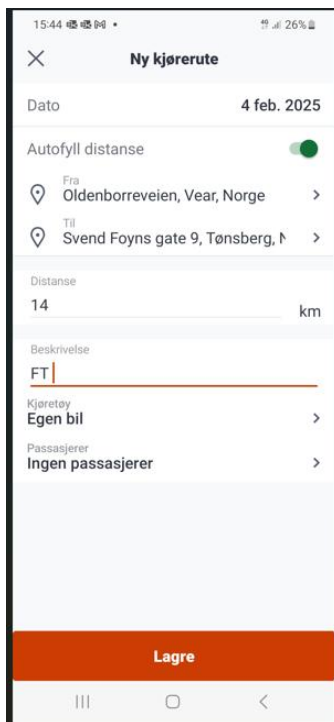 15:44
26%
Ny kjørerute
Dato 4 feb. 2025
Autofyll distanse
Fra
Oldenborreveien, Vear, Norge
Til
Svend Foyns gate 9, Tønsberg, N
Distanse
14 km
Beskrivelse
FT
Kjøretøy
Egen bil
Passasjerer
Ingen passasjerer
Lagre